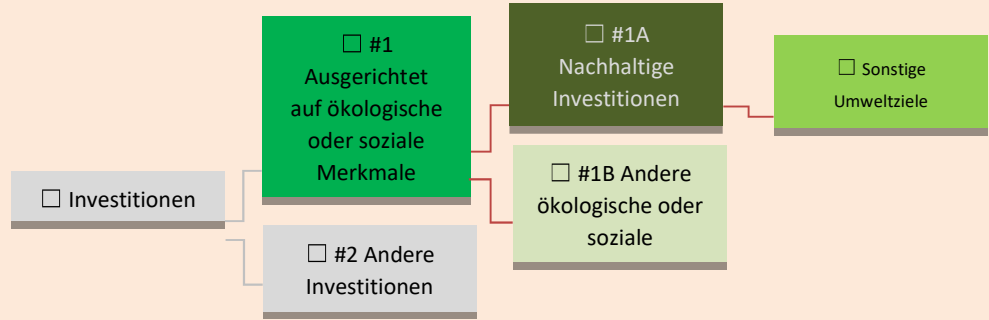 ☐ Investitionen
☐ #1
Ausgerichtet
auf ökologische
oder soziale
Merkmale
☐ #2 Andere
Investitionen
☐ #1A
Nachhaltige
Investitionen
☐ #1B Andere
ökologische oder
soziale
☐ Sonstige
Umweltziele